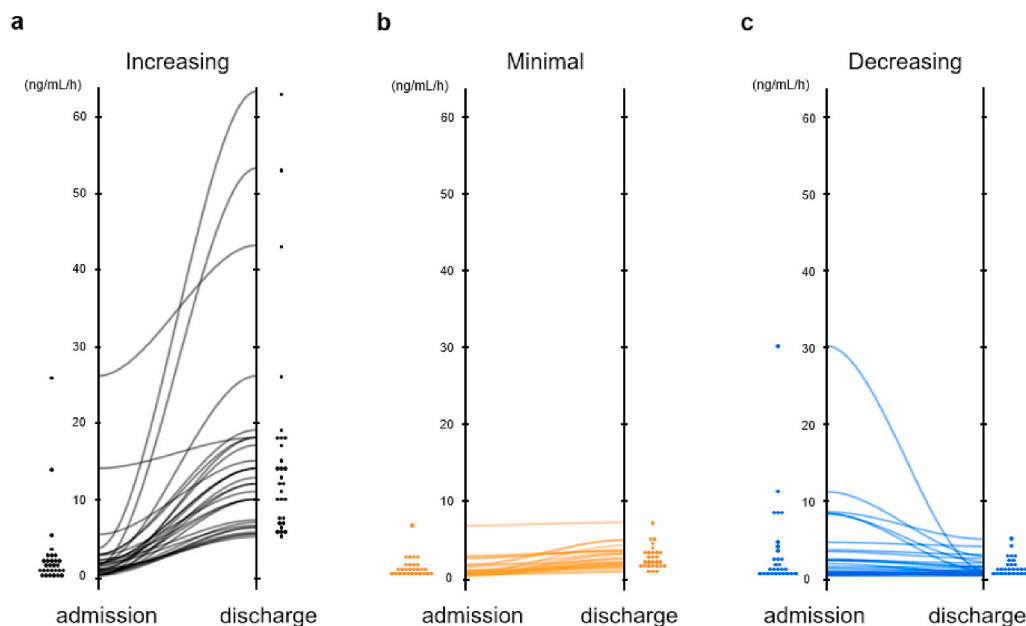 a
b
c
Increasing
Minimal
Decreasing
(ng/mL/h)
(ng/mL/h)
(ng/mL/h)
60
50
40
30
20
10
0
60
50
40
30
20
10
0
60
50
40
30
20
10
0
admission
discharge
admission
discharge
admission
discharge